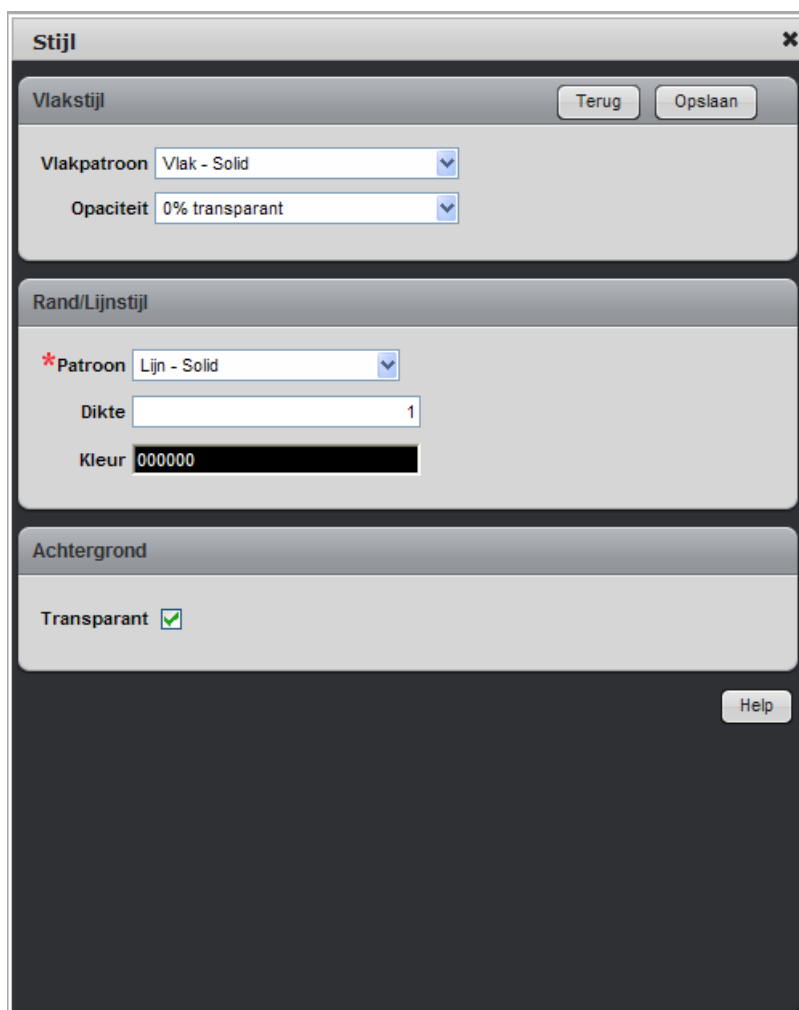 Stijl
Vlakstijl Terug Opslaan
Vlakpatroon Vlak - Solid
Opaciteit 0% transparant
Rand/Lijnstijl
*Patroon Lijn - Solid
Dikte 1
Kleur 000000
Achtergrond
Transparant
Help